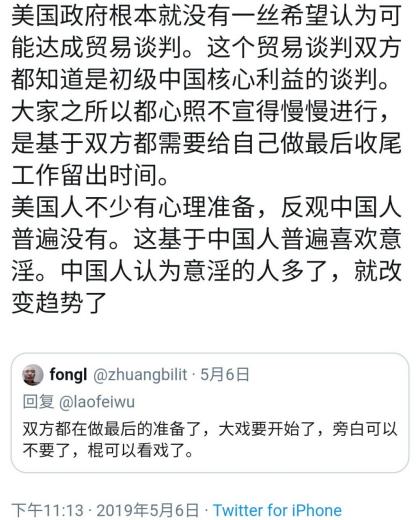 美国政府根本就没有一丝希望认为可
能达成贸易谈判。这个贸易谈判双方
都知道是初级中国核心利益的谈判。
大家之所以都心照不宣得慢慢进行，
是基于双方都需要给自己做最后收尾
工作留出时间。
美国人不少有心理准备，反观中国人
普遍没有。这基于中国人普遍喜欢意
淫。中国人认为意淫的人多了，就改
变趋势了
fongl @zhuangbilit · 5月6日
回复 @laofeiwu
双方都在做最后的准备了，大戏要开始了，旁白可以
不要了，棍可以看戏了。
下午11:13 · 2019年5月6日 · Twitter for iPhone